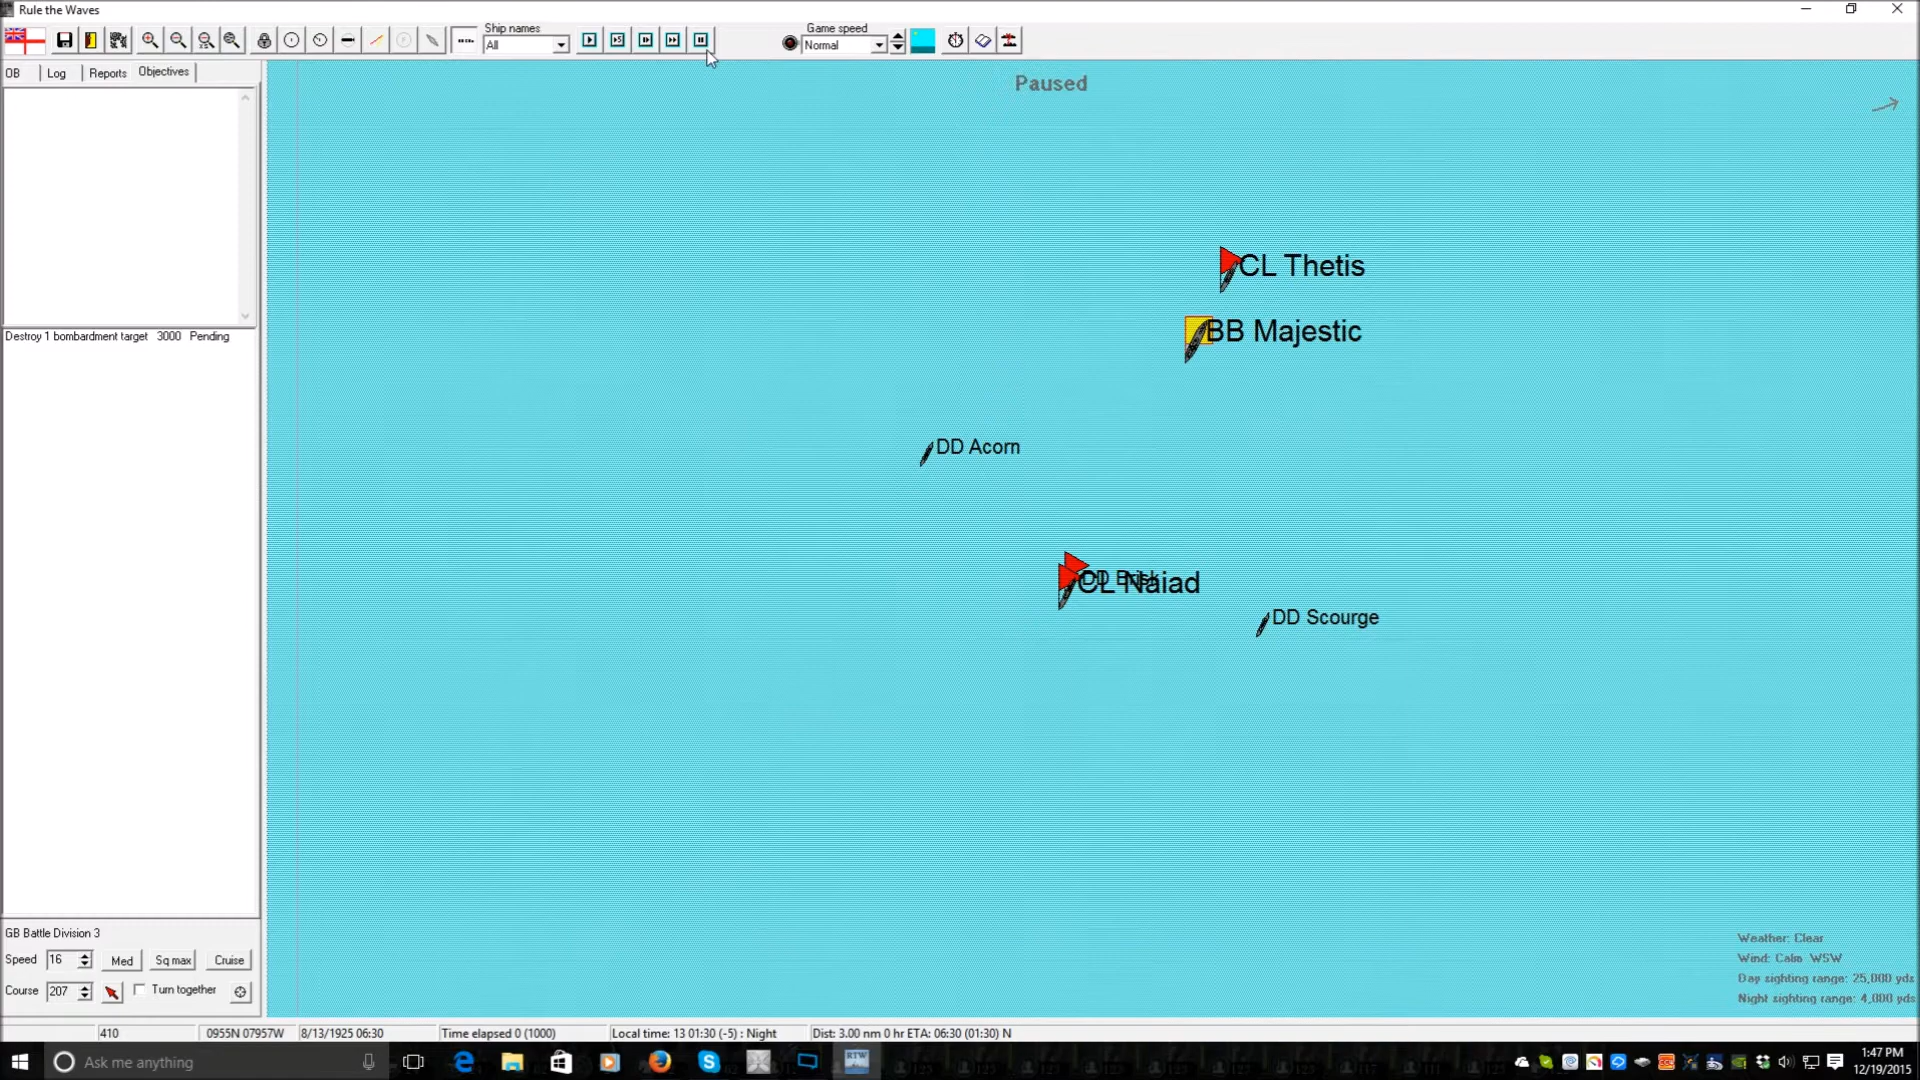 Rule the Waves
Ship names
All
Game speed
Normal
OB
Log
Reports
Objectives
Paused
CL Thetis
BB Majestic
Destroy 1 bombardment target 3000 Pending
DD Acorn
CL Naiad
DD Scourge
GB Battle Division 3
Speed 16 Med Sq max Cruise
Course 207 Turn together
Weather: Clear
Wind: Calm WSW
Day sighting range: 25,000 yds
Night sighting range: 4,000 yds
410 0955N 07957W 8/13/1925 06:30 Time elapsed 0 (1000) Local time: 13 01:30 (-5) : Night Dist: 3.00 nm 0 hr ETA: 06:30 (01:30) N
Ask me anything
RTW
1:47 PM
12/19/2015